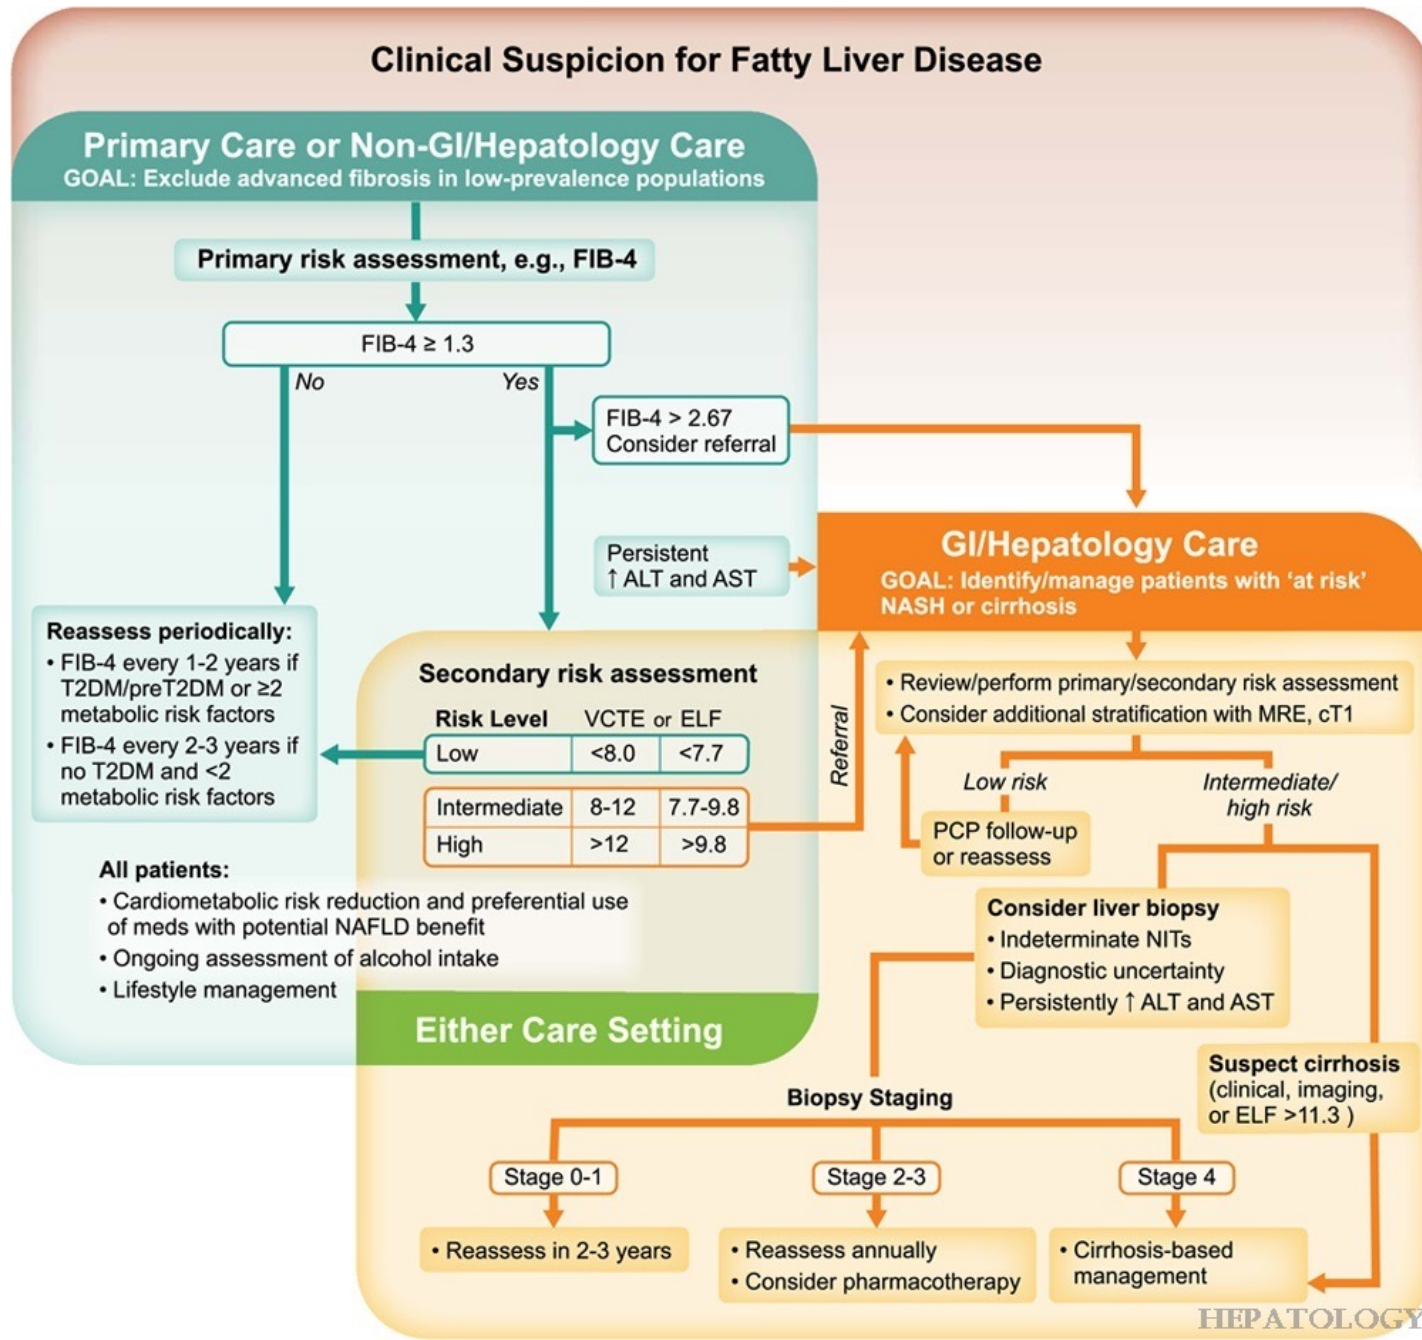 Clinical Suspicion for Fatty Liver Disease
Primary Care or Non-GI/Hepatology Care
GOAL: Exclude advanced fibrosis in low-prevalence populations
Primary risk assessment, e.g., FIB-4
FIB-4 ≥ 1.3
No
Yes
FIB-4 > 2.67
Consider referral
Persistent
↑ ALT and AST
GI/Hepatology Care
GOAL: Identify/manage patients with ‘at risk’
NASH or cirrhosis
Reassess periodically:
• FIB-4 every 1-2 years if
T2DM/preT2DM or ≥2
metabolic risk factors
• FIB-4 every 2-3 years if
no T2DM and <2
metabolic risk factors
Secondary risk assessment
Risk Level VCTE or ELF
Low <8.0 <7.7
Intermediate 8-12 7.7-9.8
High >12 >9.8
Referral
All patients:
• Cardiometabolic risk reduction and preferential use
of meds with potential NAFLD benefit
• Ongoing assessment of alcohol intake
• Lifestyle management
Either Care Setting
• Review/perform primary/secondary risk assessment
• Consider additional stratification with MRE, cT1
Low risk
Intermediate/
high risk
PCP follow-up
or reassess
Consider liver biopsy
• Indeterminate NITs
• Diagnostic uncertainty
• Persistently ↑ ALT and AST
Suspect cirrhosis
(clinical, imaging,
or ELF >11.3 )
Biopsy Staging
Stage 0-1
Stage 2-3
Stage 4
• Reassess in 2-3 years
• Reassess annually
• Consider pharmacotherapy
• Cirrhosis-based
management
HEPATOLOGY